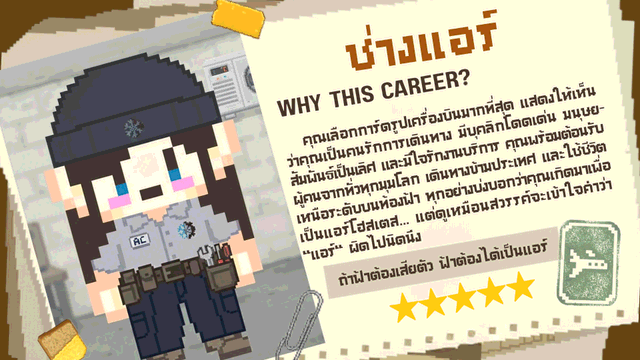 ช่างแอร์
WHY THIS CAREER?
คุณเลือกการ์ดรูปเครื่องบินมากที่สุด แสดงให้เห็น
ว่าคุณเป็นคนรักการเดินทาง มีบุคลิกโดดเด่น มนุษย-
สัมพันธ์เป็นเลิศ และมีใจรักงานบริการ คุณพร้อมต้อนรับ
ผู้คนจากทั่วทุกมุมโลก เดินทางข้ามประเทศ และใช้ชีวิต
เหนือระดับบนท้องฟ้า ทุกอย่างบ่งบอกว่าคุณเกิดมาเพื่อ
เป็นแอร์โฮสเตส... แต่ดูเหมือนสวรรค์จะเข้าใจคำว่า
"แอร์" ผิดไปนิดนึง
ถ้าฟ้าต้องเสียตัว ฟ้าต้องได้เป็นแอร์
AC